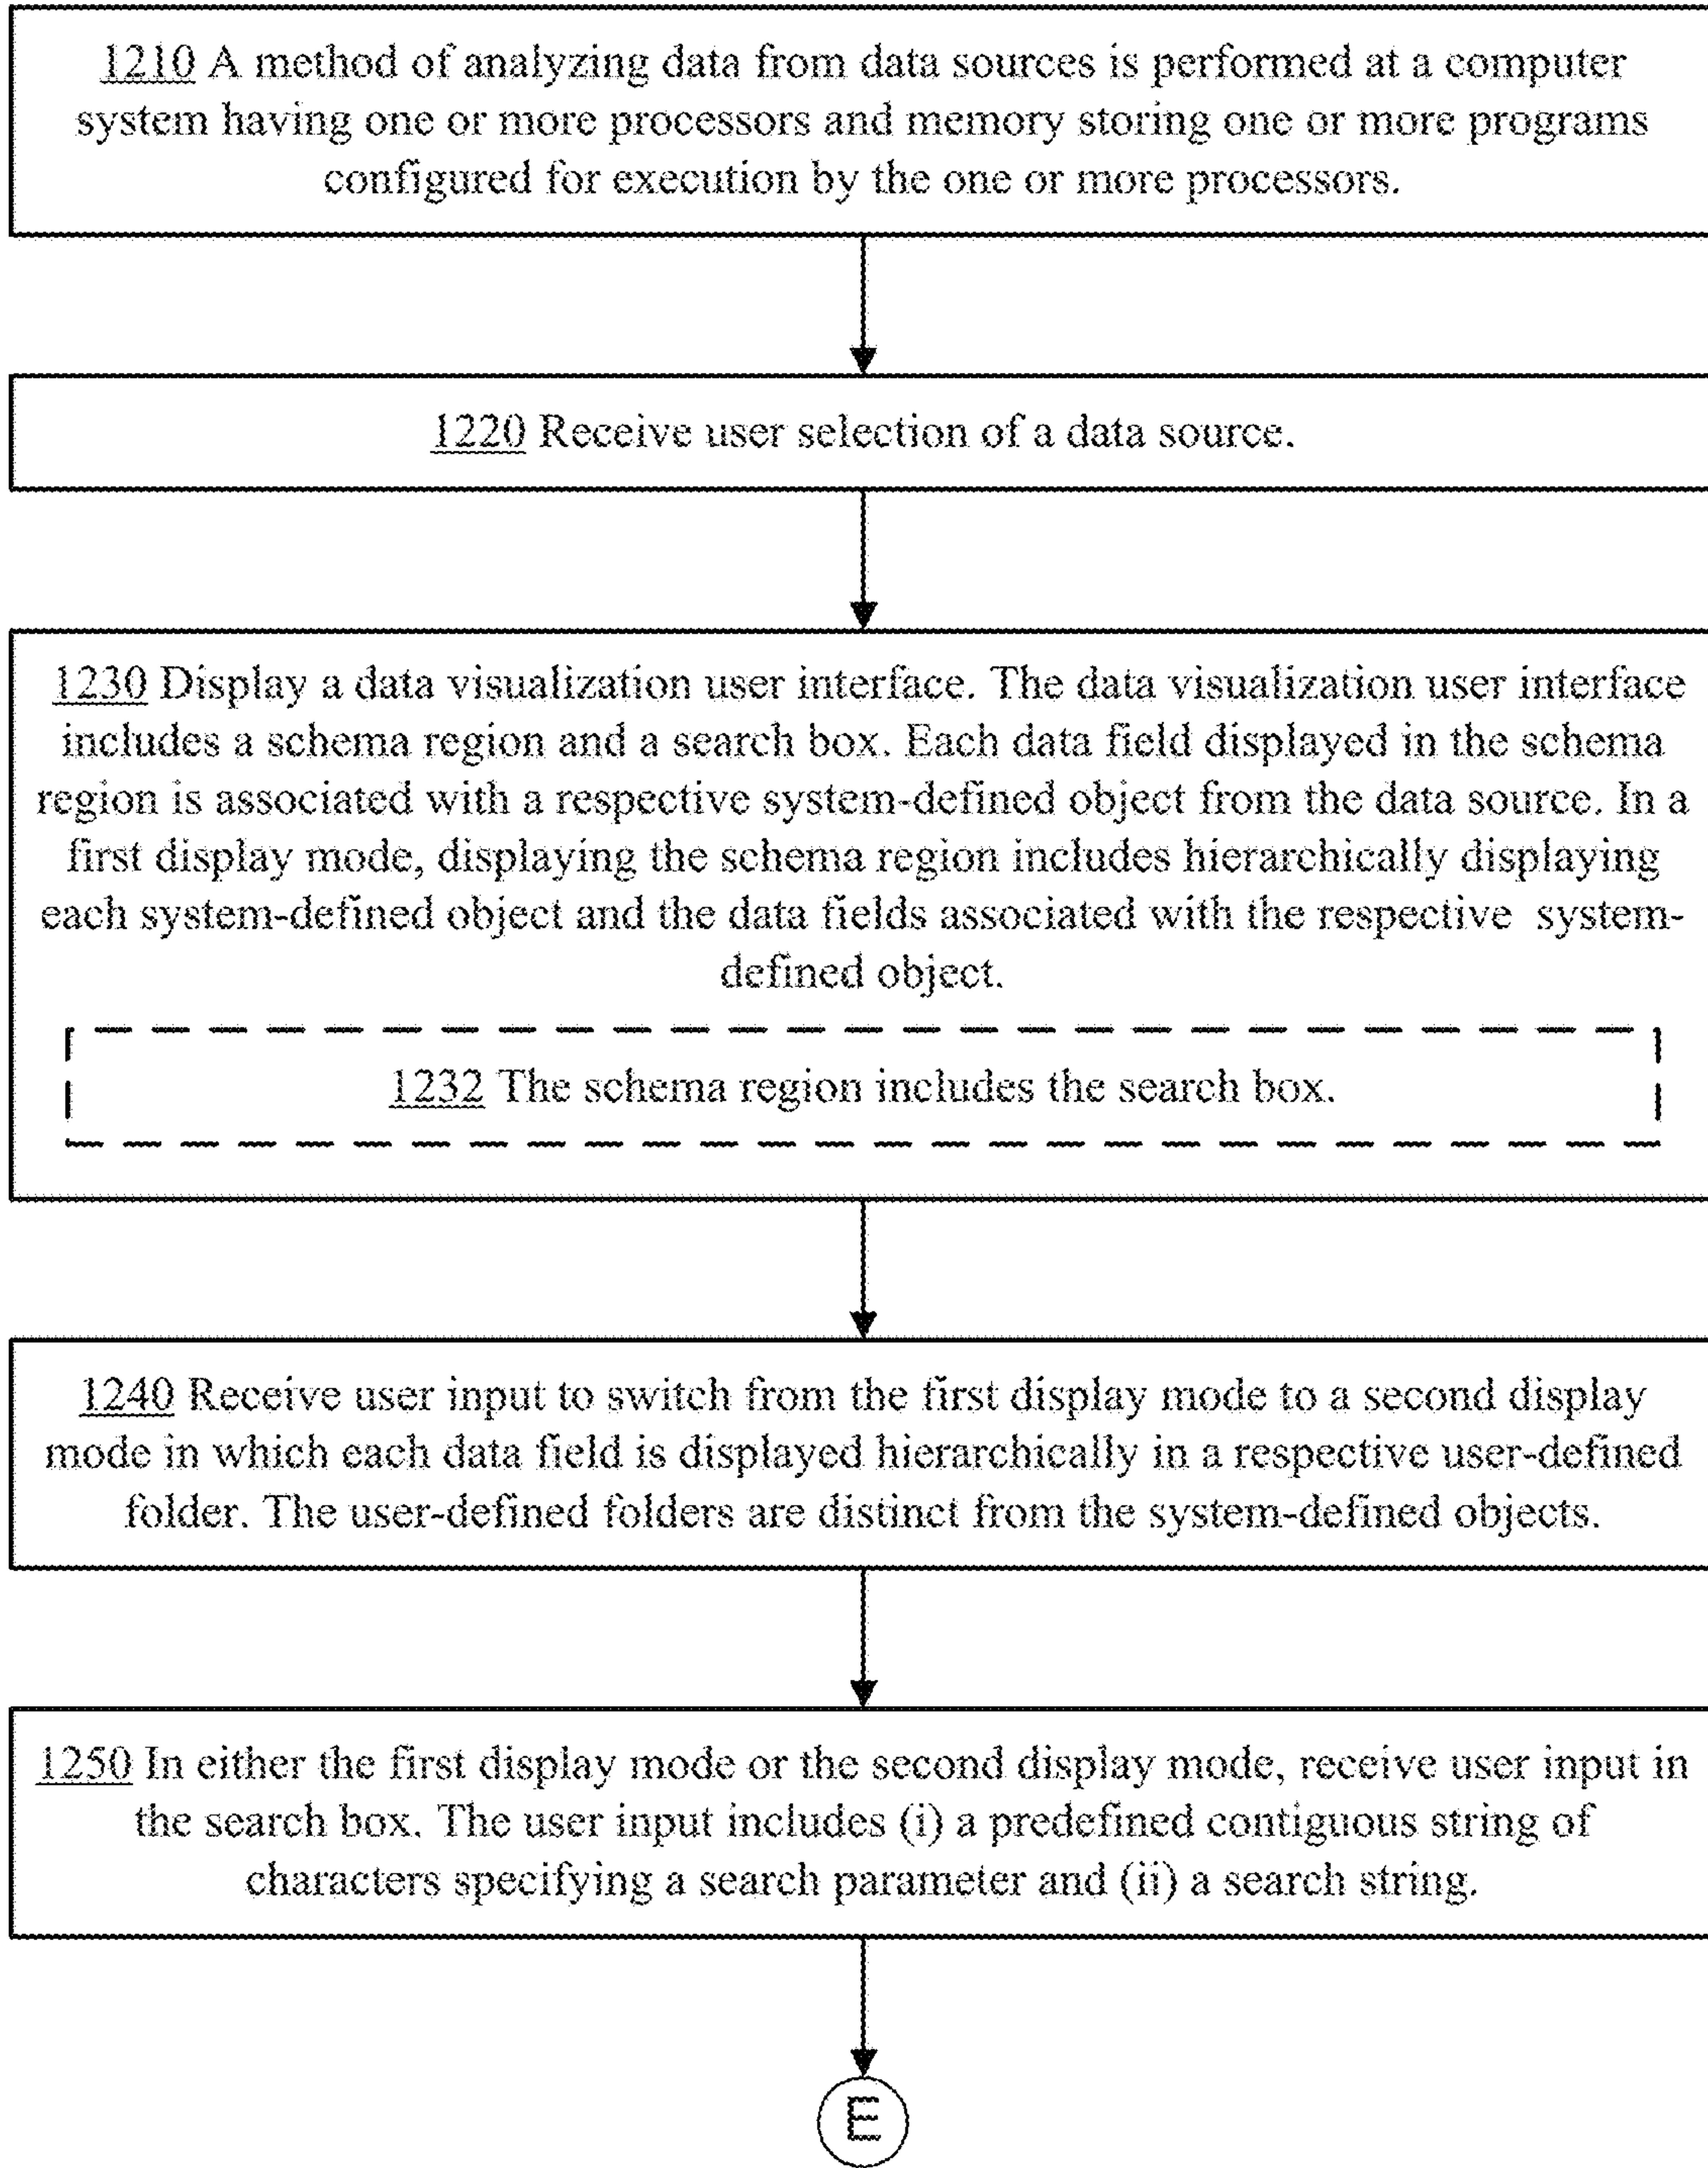 1210 A method of analyzing data from data sources is performed at a computer
system having one or more processors and memory storing one or more programs
configured for execution by the one or more processors.
1220 Receive user selection of a data source.
1230 Display a data visualization user interface. The data visualization user interface
includes a schema region and a search box. Each data field displayed in the schema
region is associated with a respective system-defined object from the data source. In a
first display mode, displaying the schema region includes hierarchically displaying
each system-defined object and the data fields associated with the respective system-
defined object.
1232 The schema region includes the search box.
1240 Receive user input to switch from the first display mode to a second display
mode in which each data field is displayed hierarchically in a respective user-defined
folder. The user-defined folders are distinct from the system-defined objects.
1250 In either the first display mode or the second display mode, receive user input in
the search box. The user input includes (i) a predefined contiguous string of
characters specifying a search parameter and (ii) a search string.
E